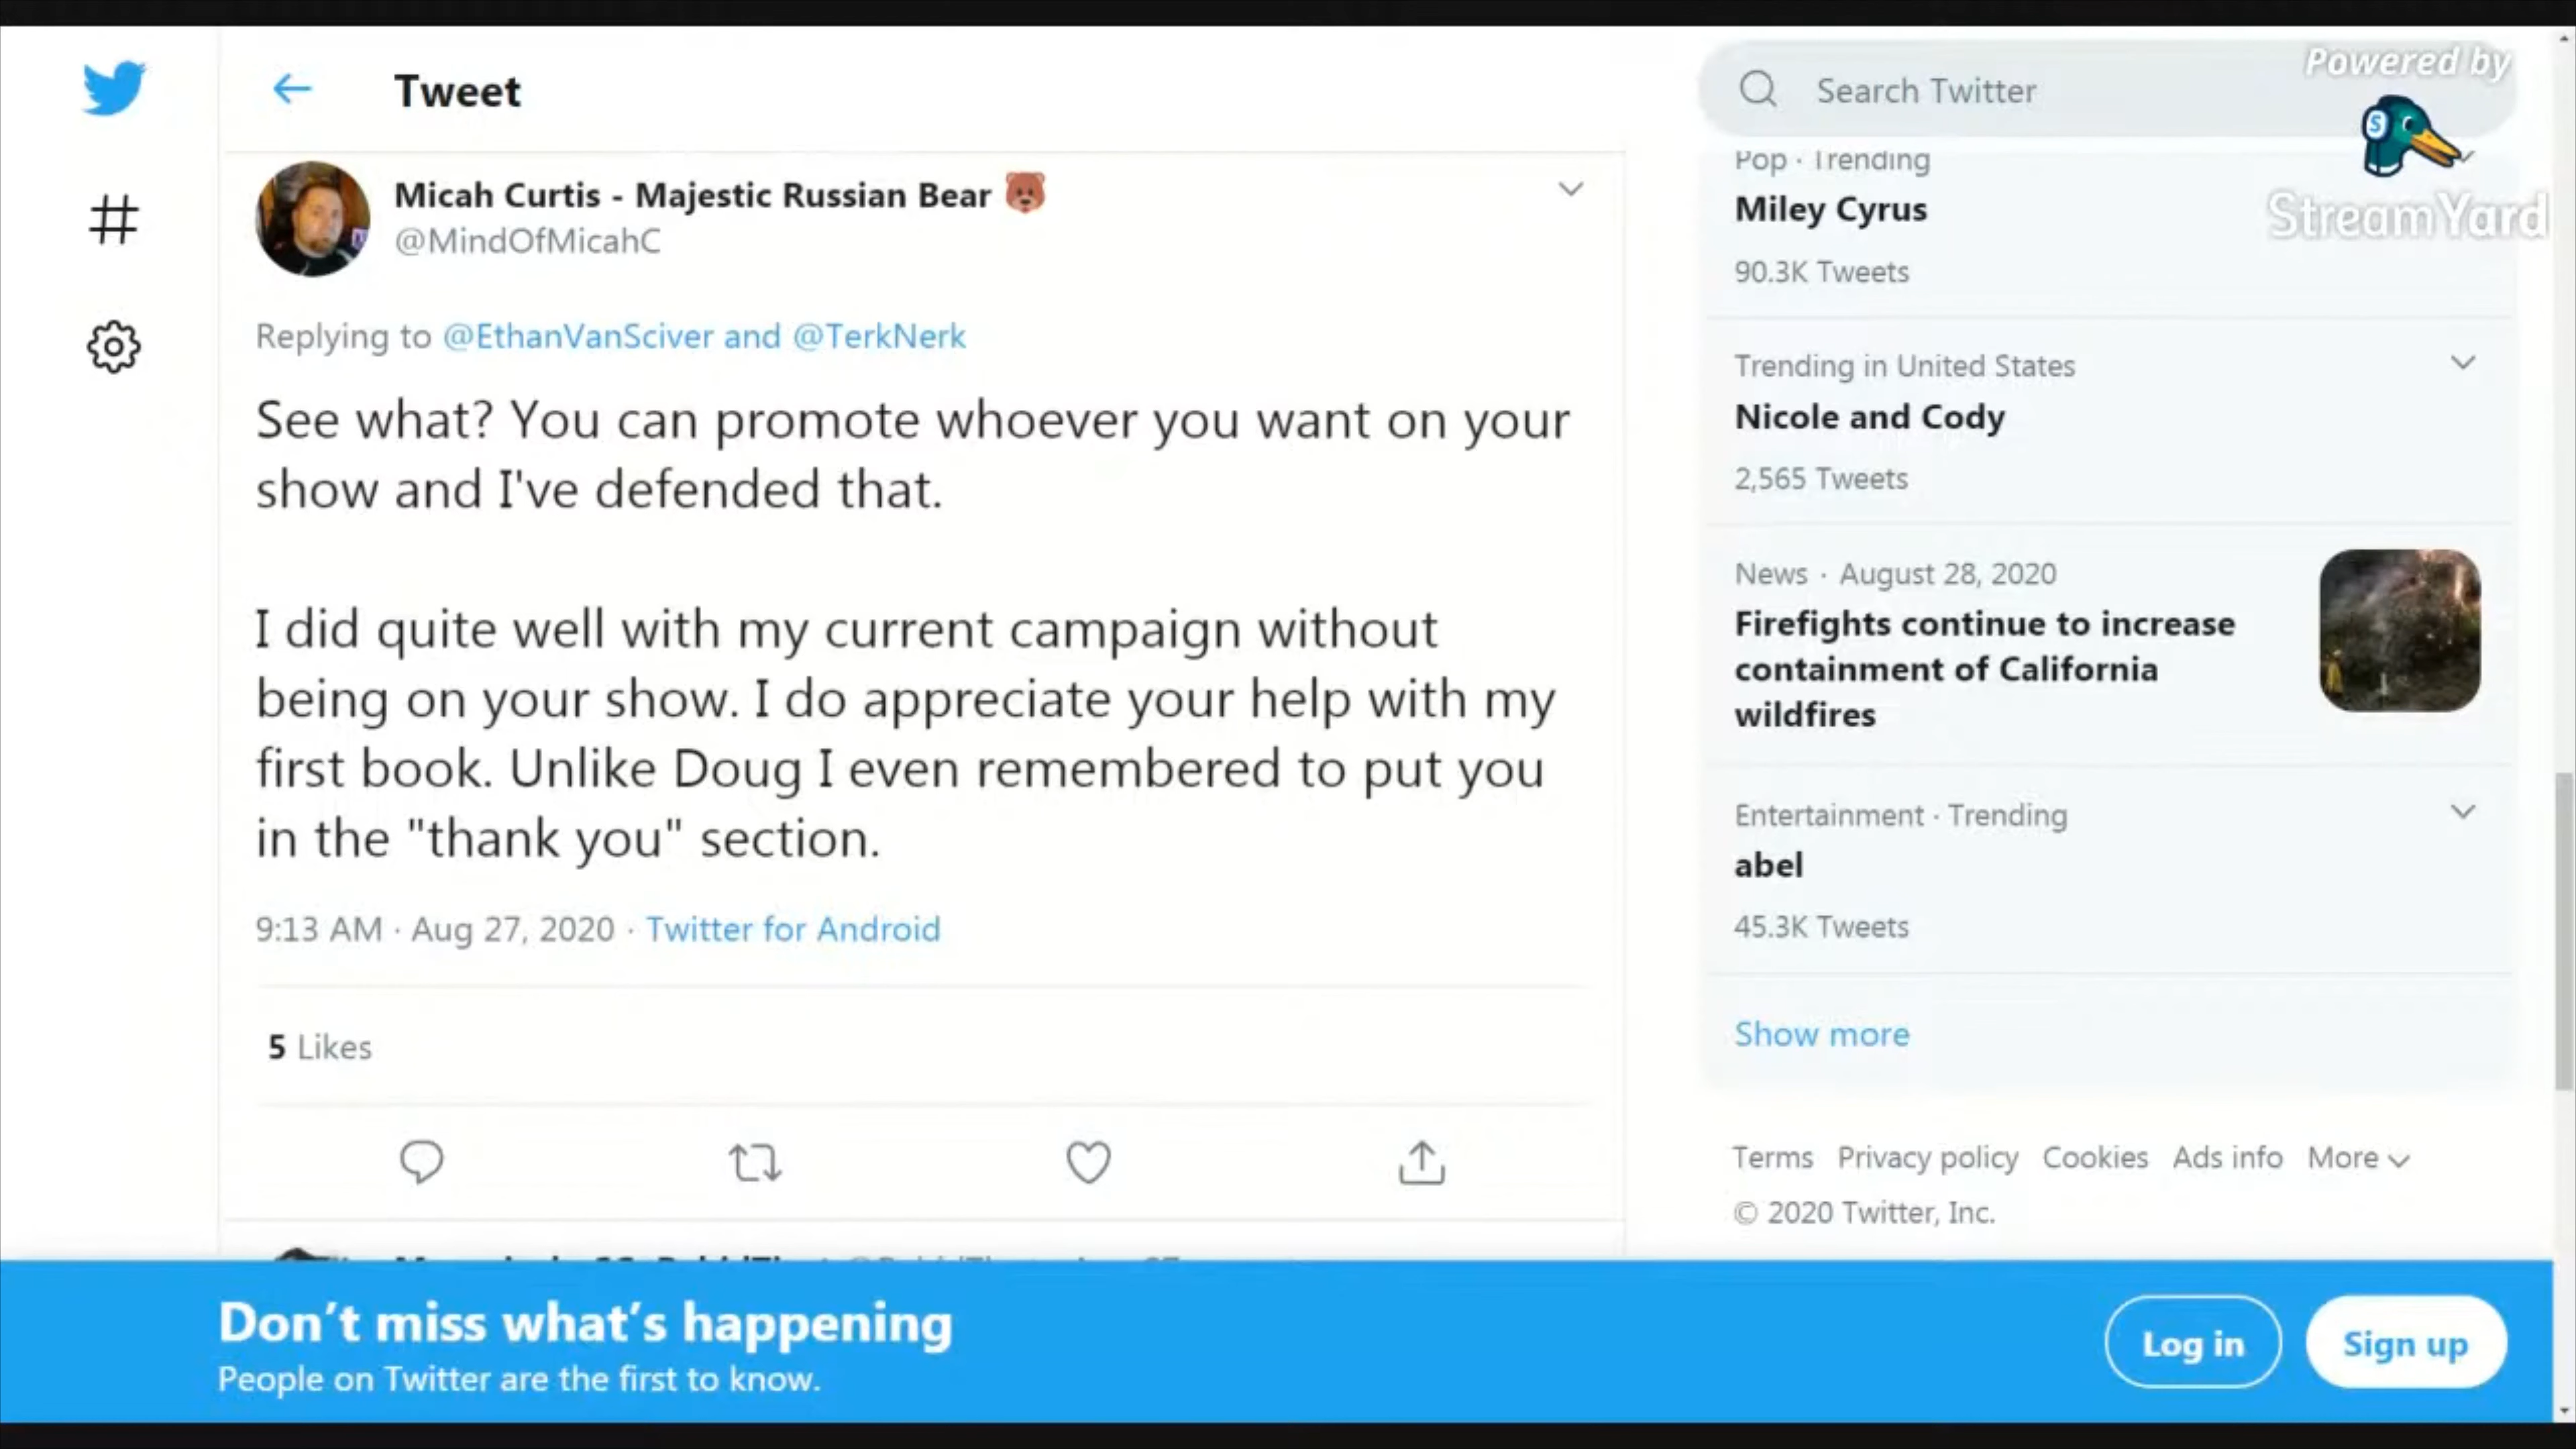 Tweet
Micah Curtis - Majestic Russian Bear 🐻
@MindOfMicahC
Replying to @EthanVanSciver and @TerkNerk
See what? You can promote whoever you want on your
show and I've defended that.
I did quite well with my current campaign without
being on your show. I do appreciate your help with my
first book. Unlike Doug I even remembered to put you
in the "thank you" section.
9:13 AM · Aug 27, 2020 · Twitter for Android
5 Likes
Search Twitter
Powered by
S
StreamYard
Pop · Trending
Miley Cyrus
90.3K Tweets
Trending in United States
Nicole and Cody
2,565 Tweets
News · August 28, 2020
Firefights continue to increase
containment of California
wildfires
Entertainment · Trending
abel
45.3K Tweets
Show more
Terms Privacy policy Cookies Ads info More
© 2020 Twitter, Inc.
Don't miss what's happening
People on Twitter are the first to know.
Log in
Sign up